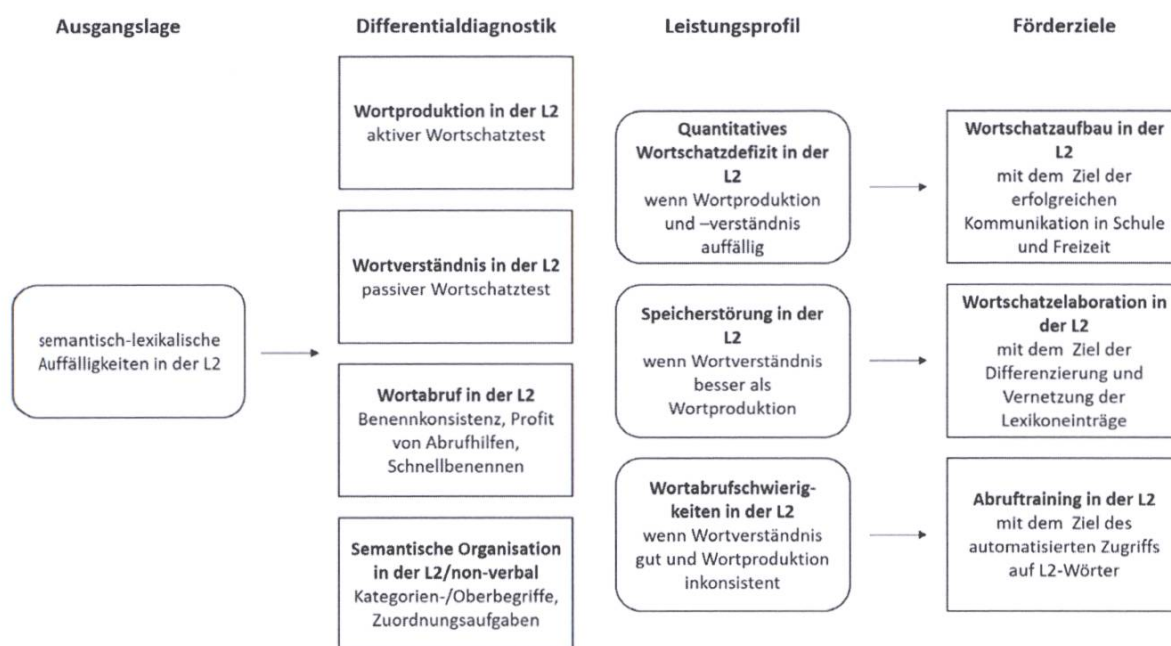 Ausgangslage
Differentialdiagnostik
Leistungsprofil
Förderziele
semantisch-lexikalische
Auffälligkeiten in der L2
Wortproduktion in der L2
aktiver Wortschatztest
Wortverständnis in der L2
passiver Wortschatztest
Wortabruf in der L2
Benennkonsistenz, Profit
von Abrufhilfen,
Schnellbenennen
Semantische Organisation
in der L2/non-verbal
Kategorien-/Oberbegriffe,
Zuordnungsaufgaben
Quantitatives
Wortschatzdefizit in der
L2
wenn Wortproduktion
und –verständnis
auffällig
Speicherstörung in der
L2
wenn Wortverständnis
besser als
Wortproduktion
Wortabrufschwierig-
keiten in der L2
wenn Wortverständnis
gut und Wortproduktion
inkonsistent
Wortschatzaufbau in der
L2
mit dem Ziel der
erfolgreichen
Kommunikation in Schule
und Freizeit
Wortschatzelaboration in
der L2
mit dem Ziel der
Differenzierung und
Vernetzung der
Lexikoneinträge
Abruftraining in der L2
mit dem Ziel des
automatisierten Zugriffs
auf L2-Wörter